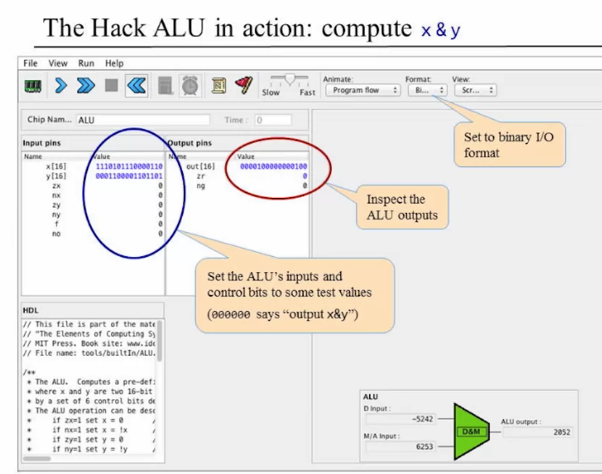 The Hack ALU in action: compute x & y
File View Run Help
Slow Fast
Animate:
Program flow
Format:
Bi...
View:
Scr...
Chip Nam... ALU
Time : 0
Input pins
Name Value
x[16] 1110101110000110
y[16] 0001100001101101
zx 0
nx 0
zy 0
ny 0
f 0
no 0
Output pins
Name Value
out[16] 0000100000000100
zr 0
ng 0
Set to binary I/O
format
Inspect the
ALU outputs
Set the ALU's inputs and
control bits to some test values
(000000 says "output x&y")
HDL
// This file is part of the mate
// "The Elements of Computing Sy
// MIT Press. Book site: www.idc
// File name: tools/builtIn/ALU.
/**
* The ALU. Computes a pre-defi
* where x and y are two 16-bit
* by a set of 6 control bits de
* The ALU operation can be desc
* if zx=1 set x = 0 /
* if nx=1 set x = !x /
* if zy=1 set y = 0 /
* if ny=1 set y = !y /
ALU
D Input :
-5242
M/A Input :
6253
D&M
ALU output :
2052